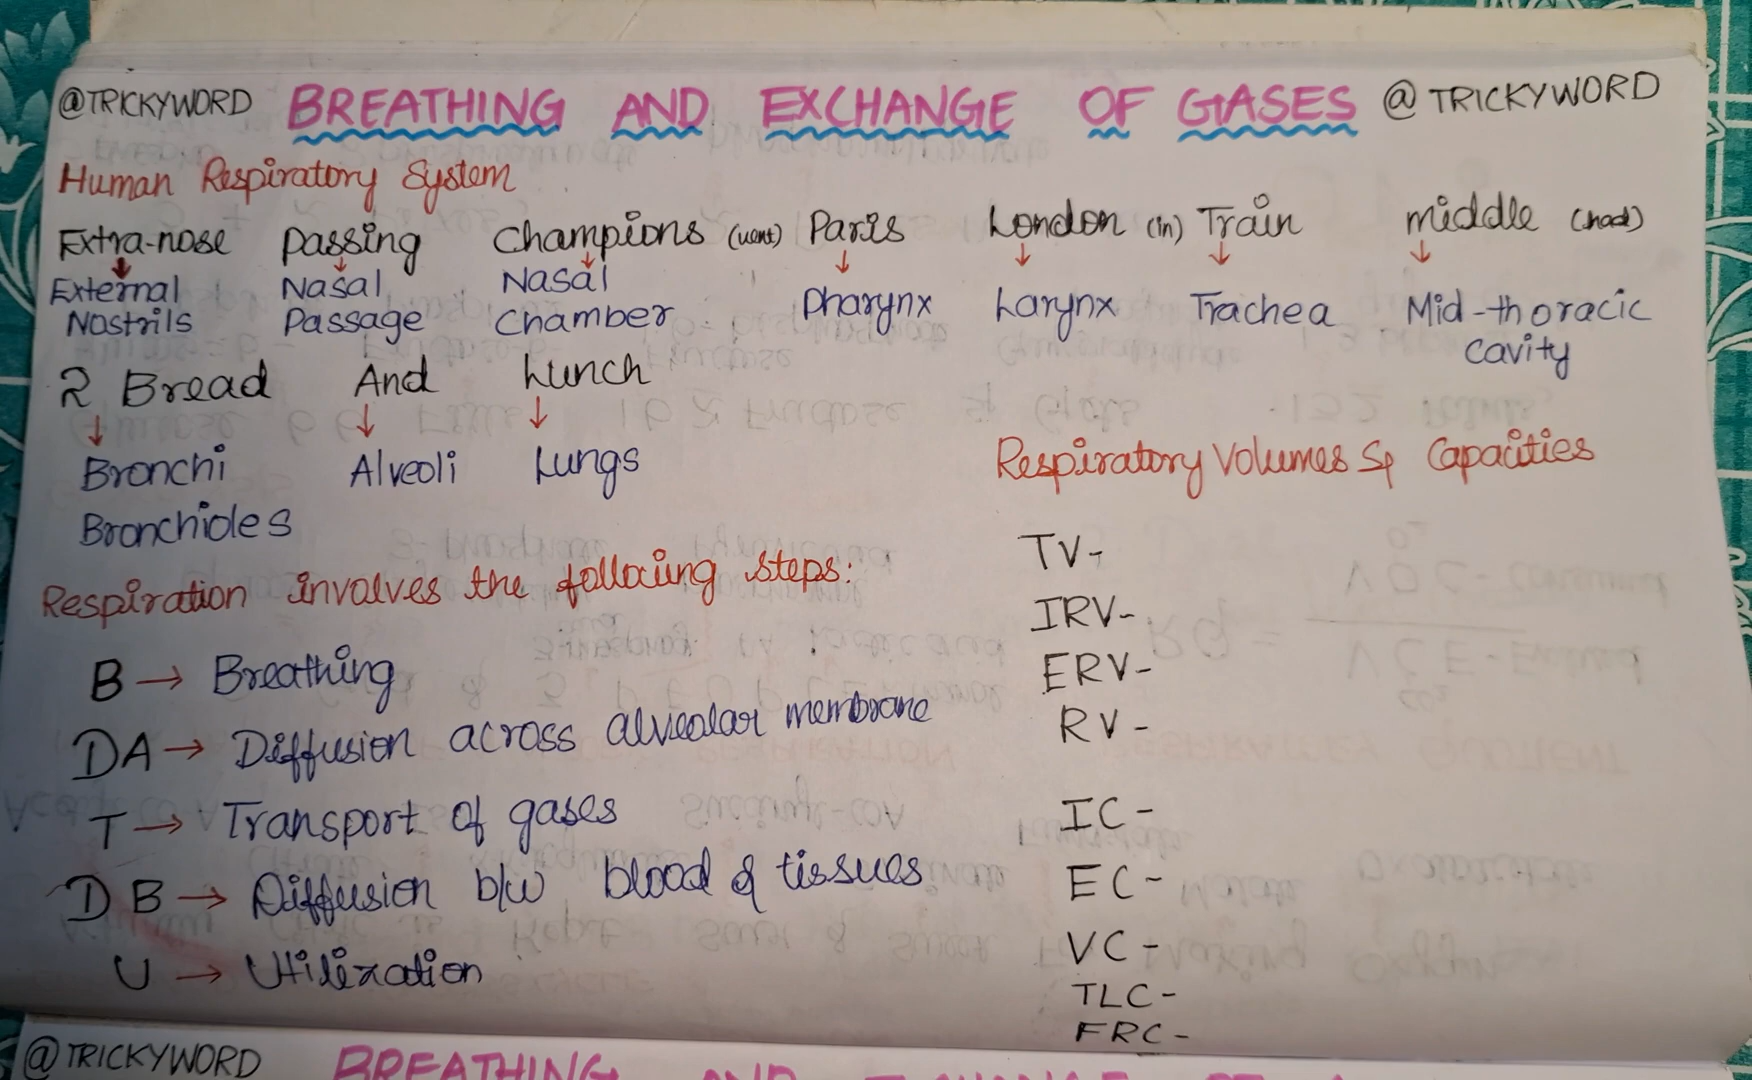 @TRICKYWORD BREATHING AND EXCHANGE OF GASES @TRICKYWORD
Human Respiratory System
Extra-nose Passing Champions (went) Paris London (in) Train middle (had)
External Nasal Nasal Pharynx Larynx Trachea Mid-thoracic
Nostrils Passage Chamber cavity
2 Bread And Lunch
Bronchi Alveoli Lungs
Bronchioles
Respiratory Volumes & Capacities
Respiration involves the following steps:
B → Breathing
DA → Diffusion across alveolar membrane
T → Transport of gases
DB → Diffusion b/w blood & tissues
U → Utilization
TV-
IRV-
ERV-
RV-
IC-
EC-
VC-
TLC-
FRC-
@TRICKYWORD BREATHING AND